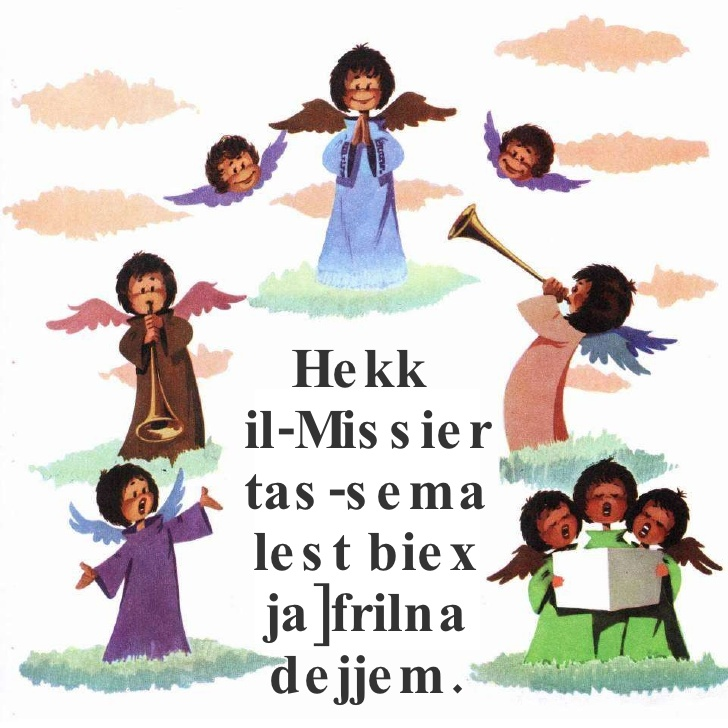 Hekk
il-Missier
tas-sema
lest biex
ja]frilna
dejjem.